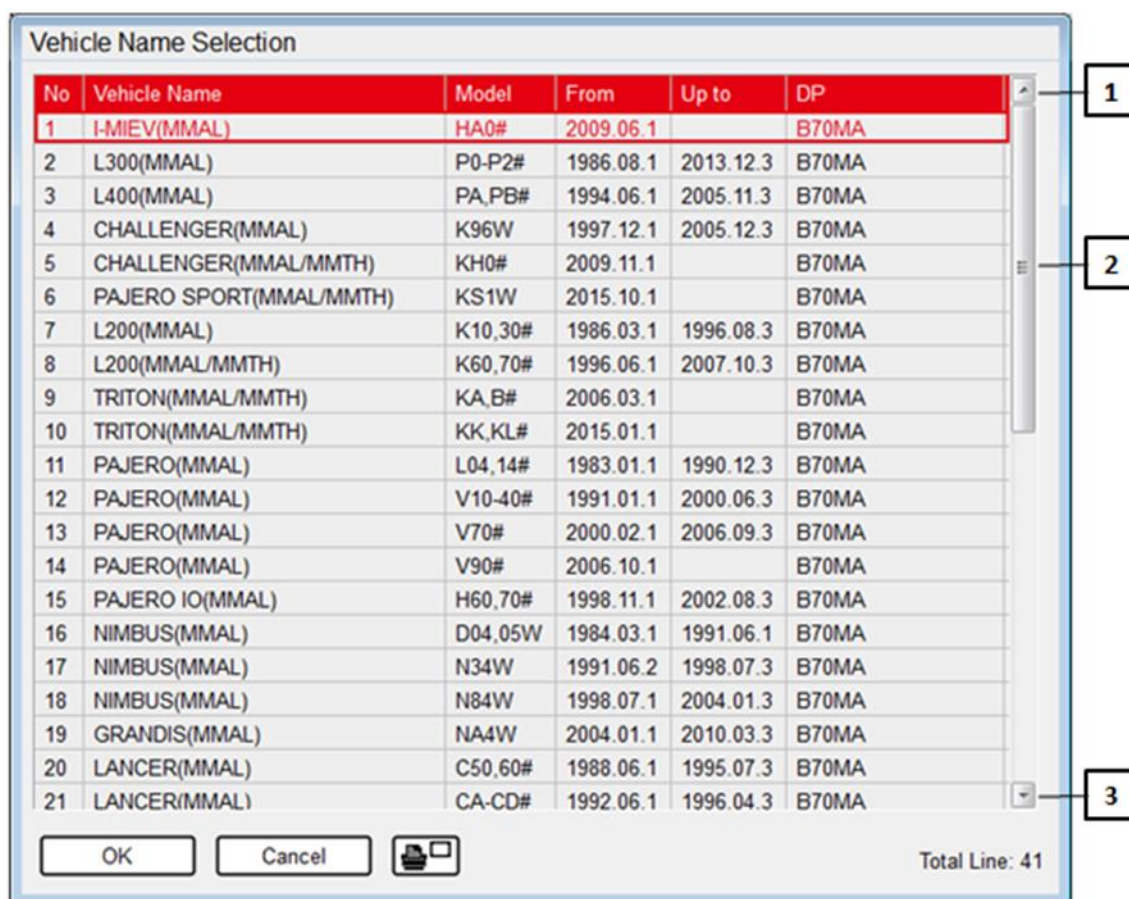 Vehicle Name Selection
No Vehicle Name Model From Up to DP
1 I-MIEV(MMAL) HA0# 2009.06.1 B70MA
2 L300(MMAL) P0-P2# 1986.08.1 2013.12.3 B70MA
3 L400(MMAL) PA,PB# 1994.06.1 2005.11.3 B70MA
4 CHALLENGER(MMAL) K96W 1997.12.1 2005.12.3 B70MA
5 CHALLENGER(MMAL/MMTH) KH0# 2009.11.1 B70MA
6 PAJERO SPORT(MMAL/MMTH) KS1W 2015.10.1 B70MA
7 L200(MMAL) K10,30# 1986.03.1 1996.08.3 B70MA
8 L200(MMAL/MMTH) K60,70# 1996.06.1 2007.10.3 B70MA
9 TRITON(MMAL/MMTH) KA,B# 2006.03.1 B70MA
10 TRITON(MMAL/MMTH) KK,KL# 2015.01.1 B70MA
11 PAJERO(MMAL) L04,14# 1983.01.1 1990.12.3 B70MA
12 PAJERO(MMAL) V10-40# 1991.01.1 2000.06.3 B70MA
13 PAJERO(MMAL) V70# 2000.02.1 2006.09.3 B70MA
14 PAJERO(MMAL) V90# 2006.10.1 B70MA
15 PAJERO IO(MMAL) H60,70# 1998.11.1 2002.08.3 B70MA
16 NIMBUS(MMAL) D04,05W 1984.03.1 1991.06.1 B70MA
17 NIMBUS(MMAL) N34W 1991.06.2 1998.07.3 B70MA
18 NIMBUS(MMAL) N84W 1998.07.1 2004.01.3 B70MA
19 GRANDIS(MMAL) NA4W 2004.01.1 2010.03.3 B70MA
20 LANCER(MMAL) C50,60# 1988.06.1 1995.07.3 B70MA
21 LANCER(MMAL) CA-CD# 1992.06.1 1996.04.3 B70MA
OK Cancel Total Line: 41
1
2
3